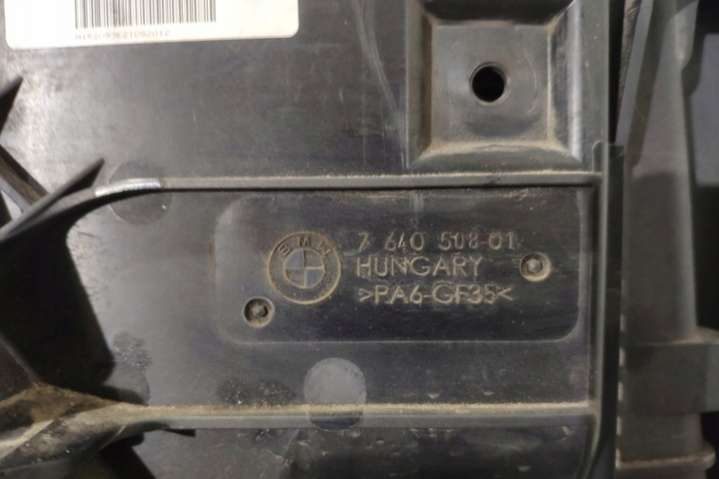 BMW
7 640 508-01
HUNGARY
>PA6-GF35<